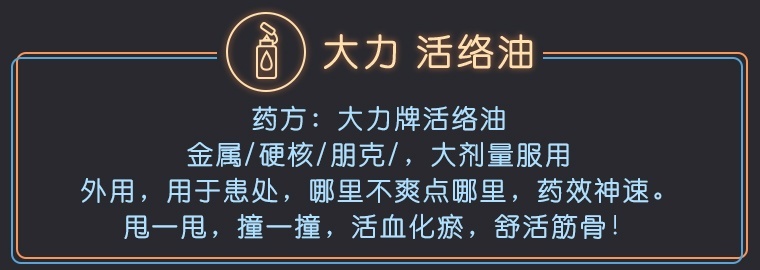 大力 活络油
药方：大力牌活络油
金属/硬核/朋克/，大剂量服用
外用，用于患处，哪里不爽点哪里，药效神速。
甩一甩，撞一撞，活血化瘀，舒活筋骨！